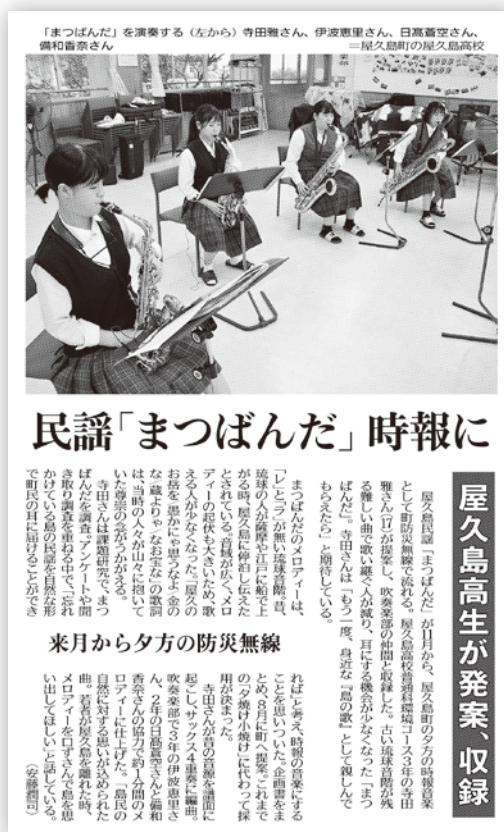 「まつばんだ」を演奏する（左から）寺田雅さん、伊波恵里さん、日髙蒼空さん、
備和香奈さん　＝屋久島町の屋久島高校
民謡「まつばんだ」時報に
屋久島高生が発案、収録
屋久島民謡「まつばんだ」が11月から、屋久島町の夕方の時報音楽
として町防災無線で流れる。屋久島高校普通科環境コース3年の寺田
雅さん（17）が提案し、吹奏楽部の仲間と収録した。古い琉球音階が残
る難しい曲で歌い継ぐ人が減り、耳にする機会が少なくなった「まつ
ばんだ」。寺田さんは「もう一度、身近な『島の歌』として親しんで
もらえたら」と期待している。
まつばんだのメロディーは、
「レ」と「ラ」が無い琉球音階。昔、
琉球の人が薩摩や江戸に船で上
がる時、屋久島に停泊し伝えた
とされている。音域が広く、メロ
ディーの起伏も大きいため、歌
える人が少なくなった。「屋久の
お岳を（愚かにゃ思うなよ）金の
な（蔵よりゃ（なお宝な」の歌詞
は、当時の人々が山々に抱いて
いた尊崇の念がうかがえる。
寺田さんは課題研究で、まつ
ばんだを調査。アンケートや聞
き取り調査を重ねる中で、「忘れ
かけている島の民謡を自然な形
で町民の耳に届けることができ
来月から夕方の防災無線
れば」と考え、時報の音楽にする
ことを思いついた。企画書をま
とめ、8月に町へ提案。これまで
の「夕焼け小焼け」に代わって採
用が決まった。
寺田さんが昔の音源を譜面に
起こし、サックス4重奏に編曲。
吹奏楽部で3年の伊波恵里さ
ん、2年の日髙蒼空さんと備和
香奈さんの協力で約1分間のメ
ロディーに仕上げた。「島民の
自然に対する思いが込められた
曲。若者が屋久島を離れた時、
メロディーを口ずさんで島を思
い出してほしい」と話している。
（安藤潤司）